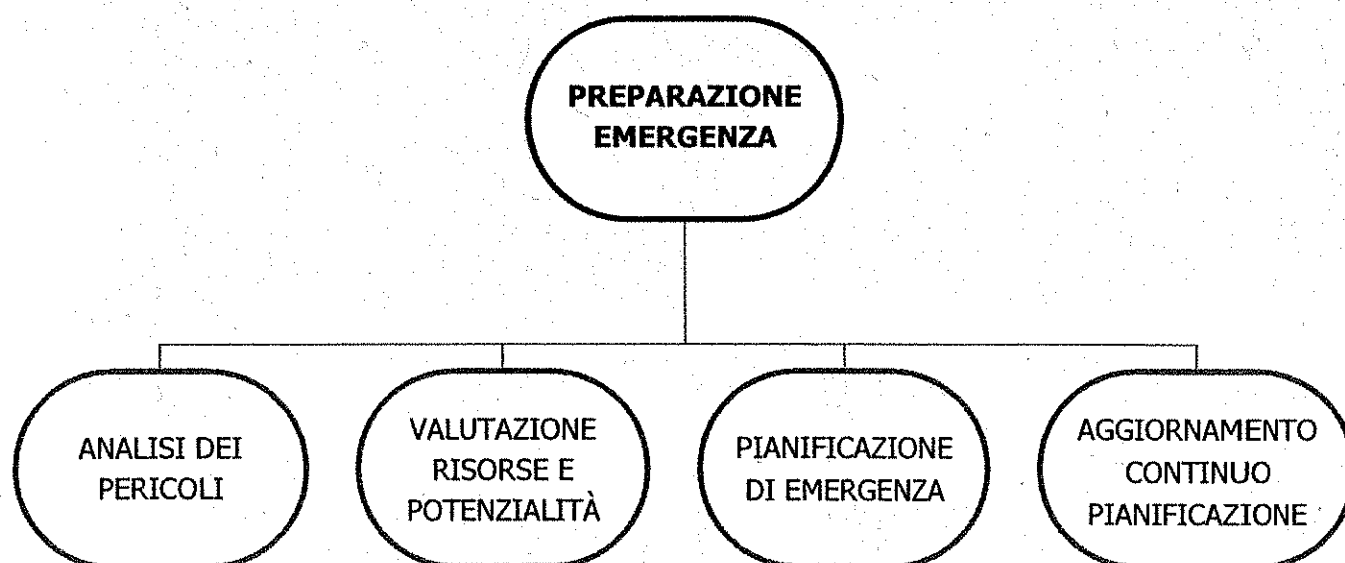 PREPARAZIONE
EMERGENZA
ANALISI DEI
PERICOLI
VALUTAZIONE
RISORSE E
POTENZIALITÀ
PIANIFICAZIONE
DI EMERGENZA
AGGIORNAMENTO
CONTINUO
PIANIFICAZIONE